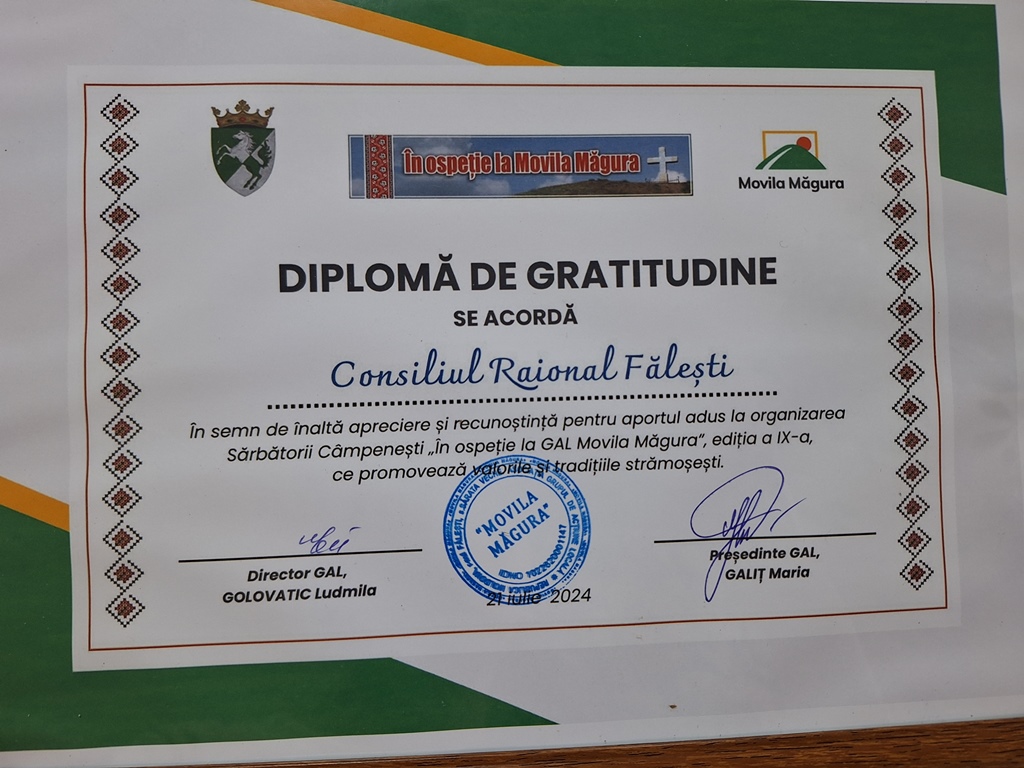 În ospeție la Movila Măgura
Movila Măgura
DIPLOMĂ DE GRATITUDINE
SE ACORDĂ
Consiliul Raional Fălești
În semn de înaltă apreciere și recunoștință pentru aportul adus la organizarea
Sărbătorii Câmpenești „În ospeție la GAL Movila Măgura”, ediția a IX-a,
ce promovează valorile și tradițiile strămoșești.
"MOVILA
MĂGURA"
Director GAL,
GOLOVATIC Ludmila
Președinte GAL,
GALIȚ Maria
21 iulie 2024